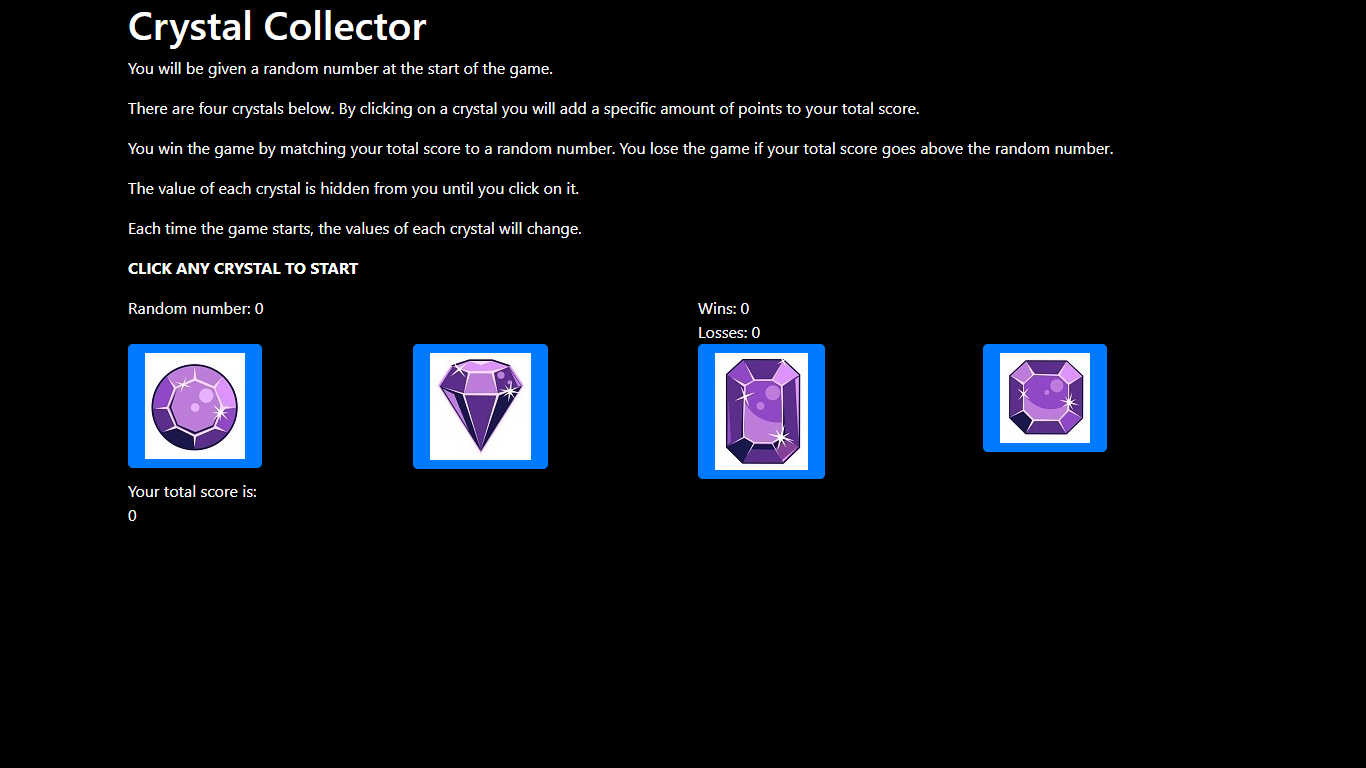 Crystal Collector
You will be given a random number at the start of the game.
There are four crystals below. By clicking on a crystal you will add a specific amount of points to your total score.
You win the game by matching your total score to a random number. You lose the game if your total score goes above the random number.
The value of each crystal is hidden from you until you click on it.
Each time the game starts, the values of each crystal will change.
CLICK ANY CRYSTAL TO START
Random number: 0
Wins: 0
Losses: 0
Your total score is:
0